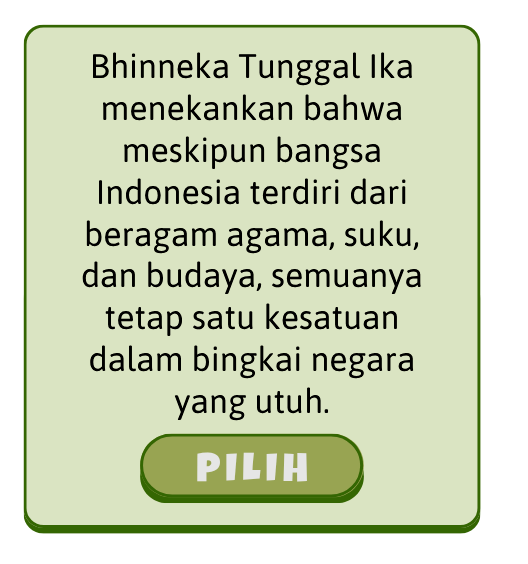 Bhinneka Tunggal Ika
menekankan bahwa
meskipun bangsa
Indonesia terdiri dari
beragam agama, suku,
dan budaya, semuanya
tetap satu kesatuan
dalam bingkai negara
yang utuh.
PILIH